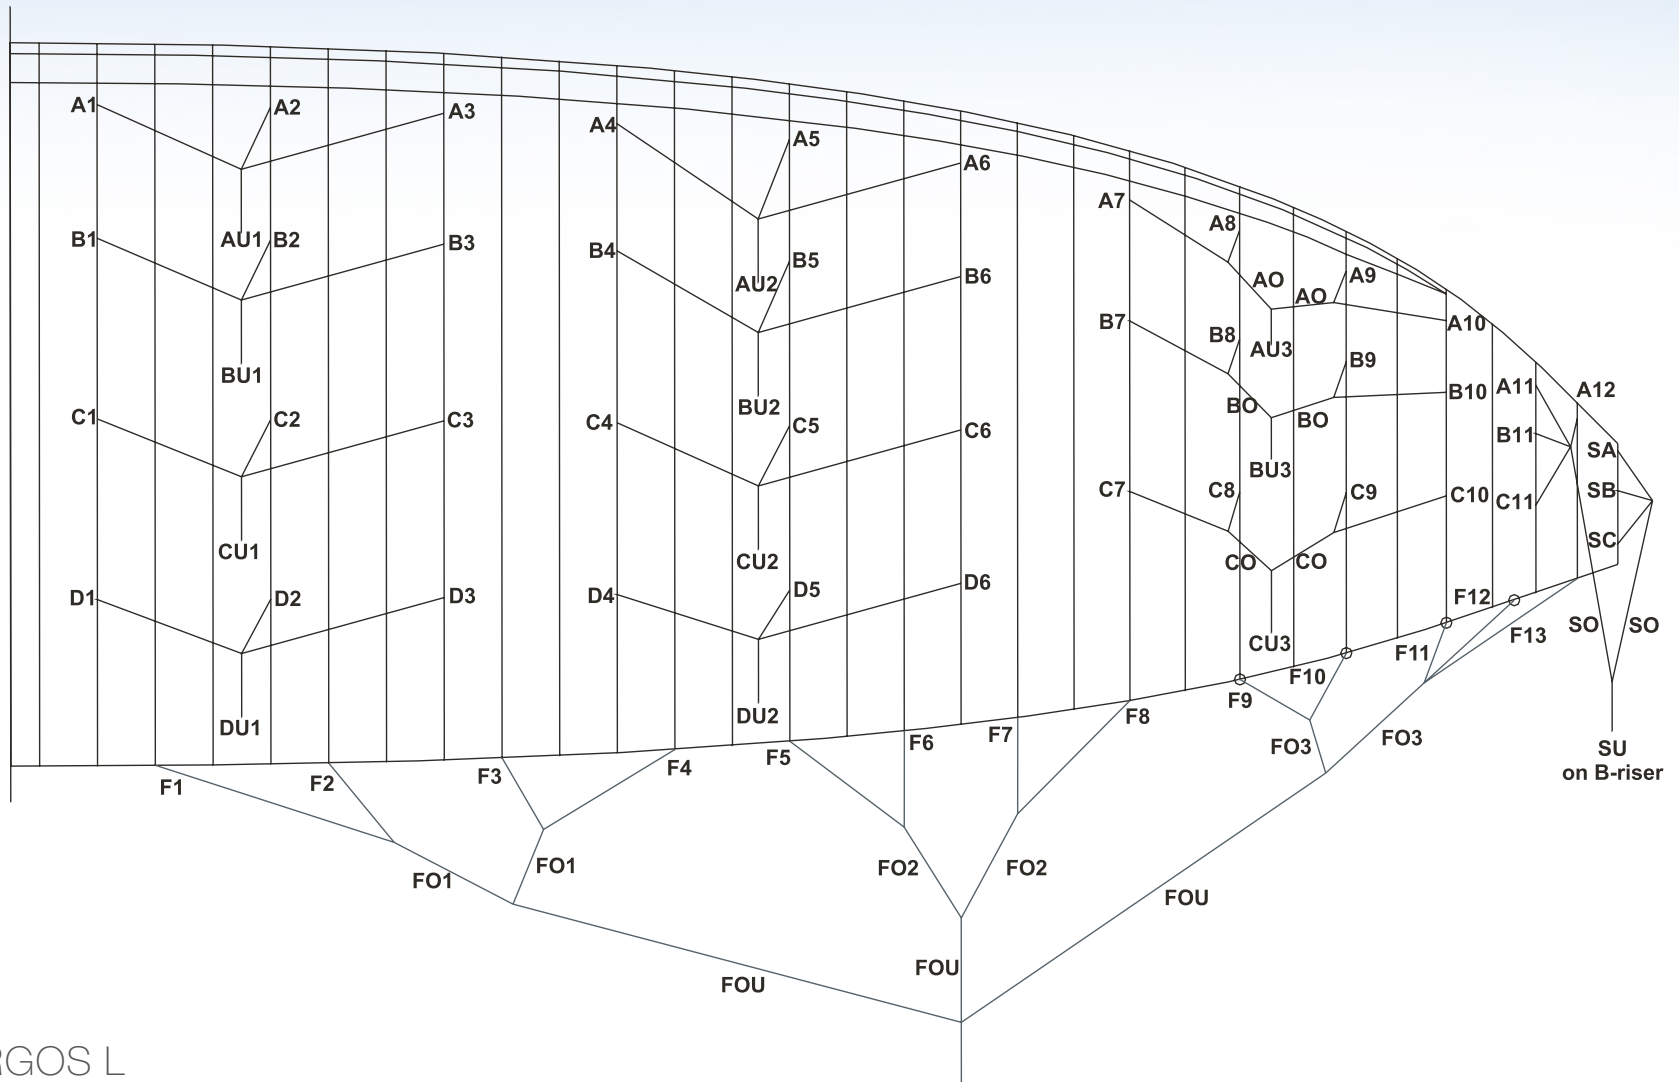 A1
A2
A3
A4
A5
A6
A7
A8
A9
A10
A11
A12
AU1
AU2
AU3
AO
AO
B1
B2
B3
B4
B5
B6
B7
B8
B9
B10
B11
BU1
BU2
BU3
BO
BO
C1
C2
C3
C4
C5
C6
C7
C8
C9
C10
C11
CU1
CU2
CU3
CO
CO
D1
D2
D3
D4
D5
D6
DU1
DU2
SA
SB
SC
SO
SO
SU
on B-riser
F1
F2
F3
F4
F5
F6
F7
F8
F9
F10
F11
F12
F13
FO1
FO1
FO2
FO2
FO3
FO3
FOU
FOU
FOU
RGOS L